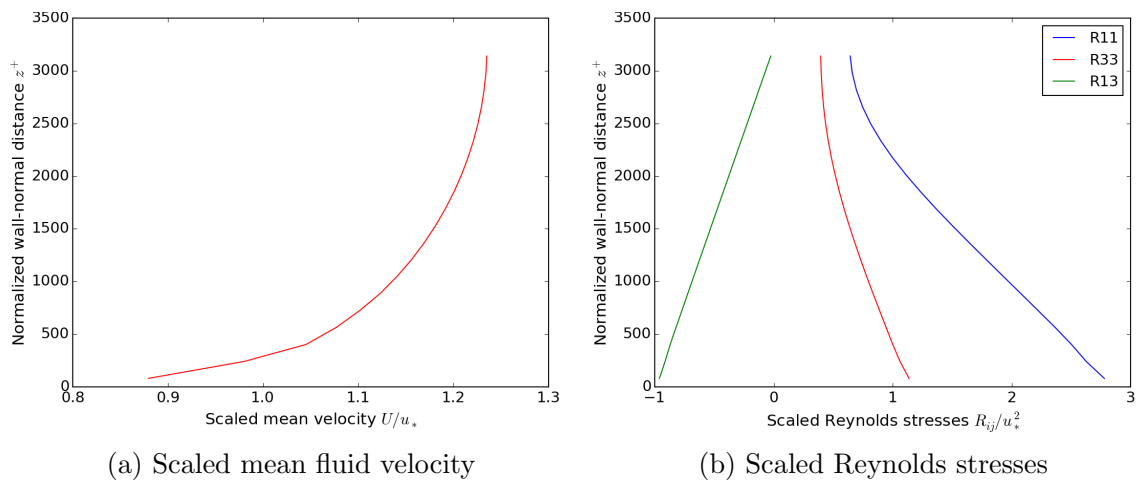 3500
3000
2500
2000
1500
1000
500
0
Normalized wall-normal distance z⁺
0.8 0.9 1.0 1.1 1.2 1.3
Scaled mean velocity U/u*
(a) Scaled mean fluid velocity
3500
3000
2500
2000
1500
1000
500
0
Normalized wall-normal distance z⁺
R11
R33
R13
−1 0 1 2 3
Scaled Reynolds stresses Rij/u*²
(b) Scaled Reynolds stresses